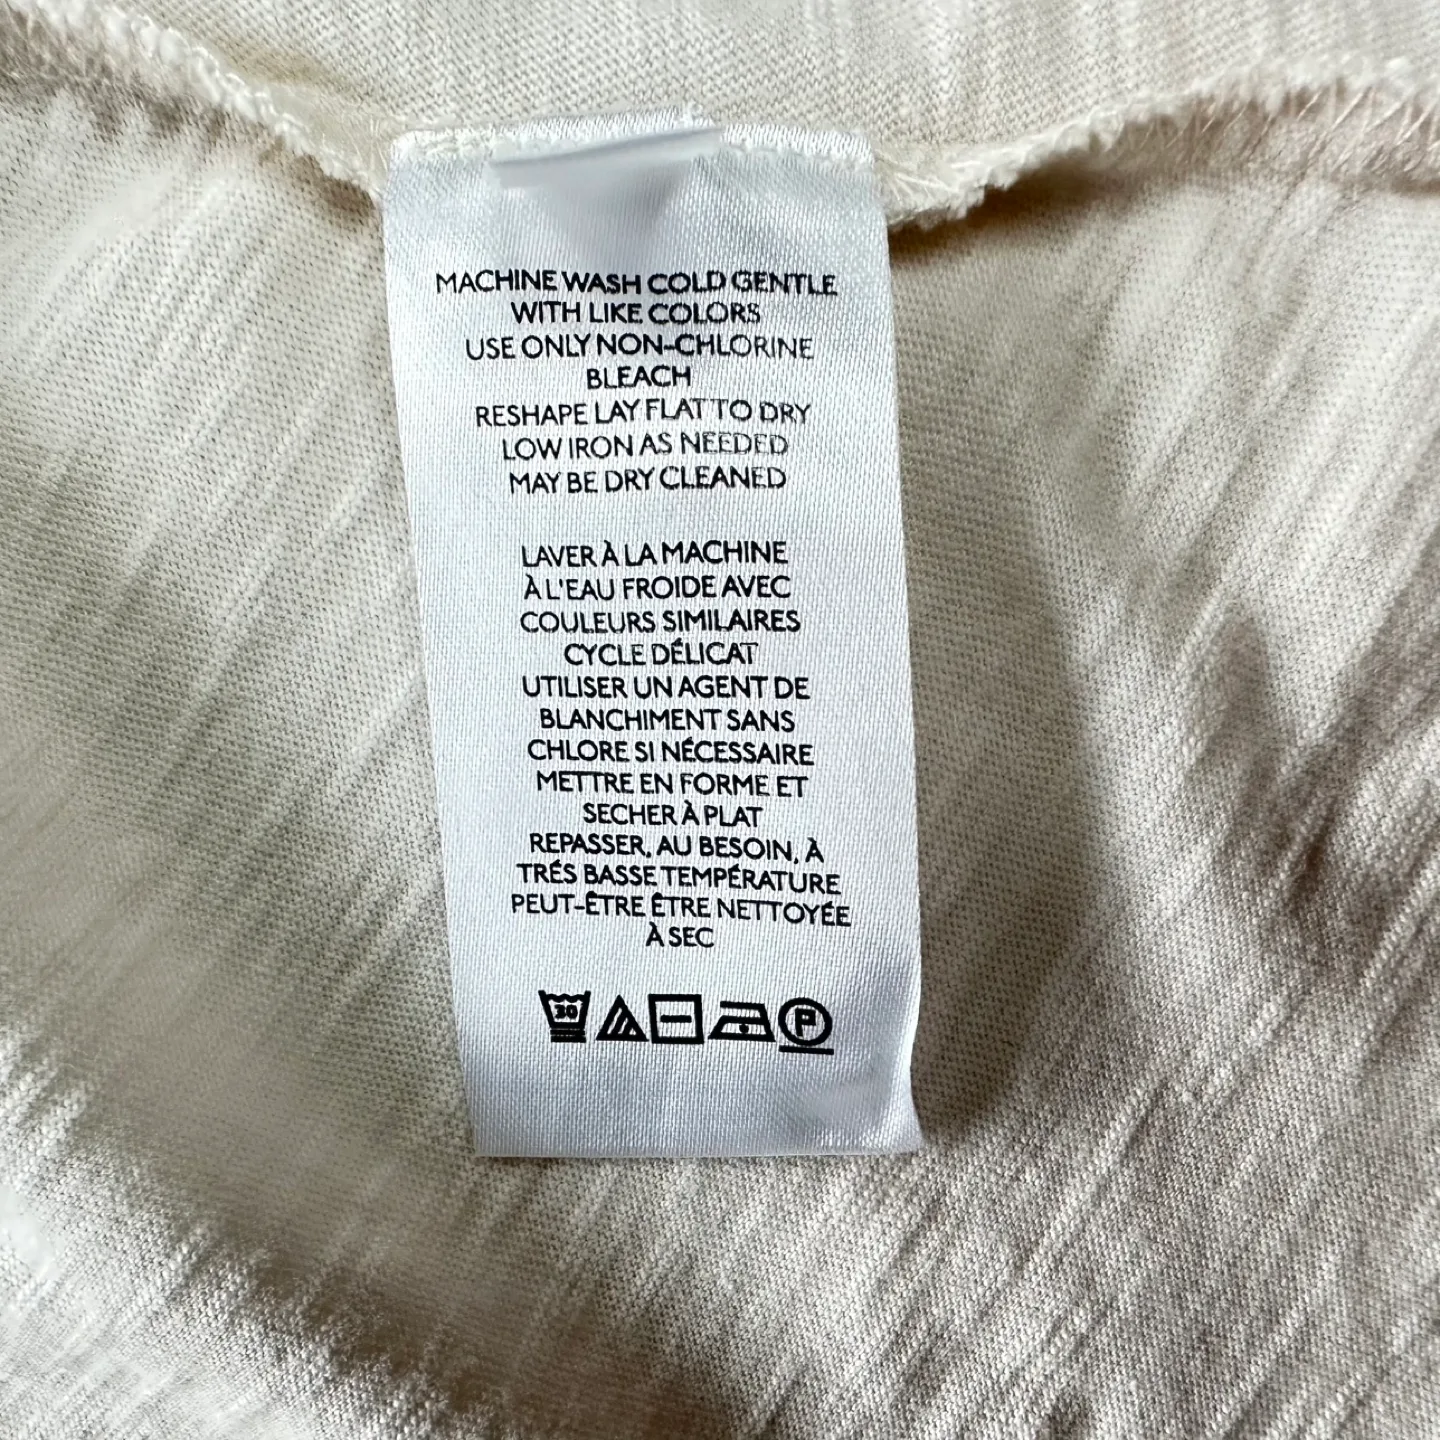 MACHINE WASH COLD GENTLE
WITH LIKE COLORS
USE ONLY NON-CHLORINE
BLEACH
RESHAPE LAY FLAT TO DRY
LOW IRON AS NEEDED
MAY BE DRY CLEANED
LAVER À LA MACHINE
À L'EAU FROIDE AVEC
COULEURS SIMILAIRES
CYCLE DÉLICAT
UTILISER UN AGENT DE
BLANCHIMENT SANS
CHLORE SI NÉCESSAIRE
METTRE EN FORME ET
SECHER À PLAT
REPASSER, AU BESOIN, À
TRÉS BASSE TEMPÉRATURE
PEUT-ÊTRE ÊTRE NETTOYÉE
À SEC
30 P